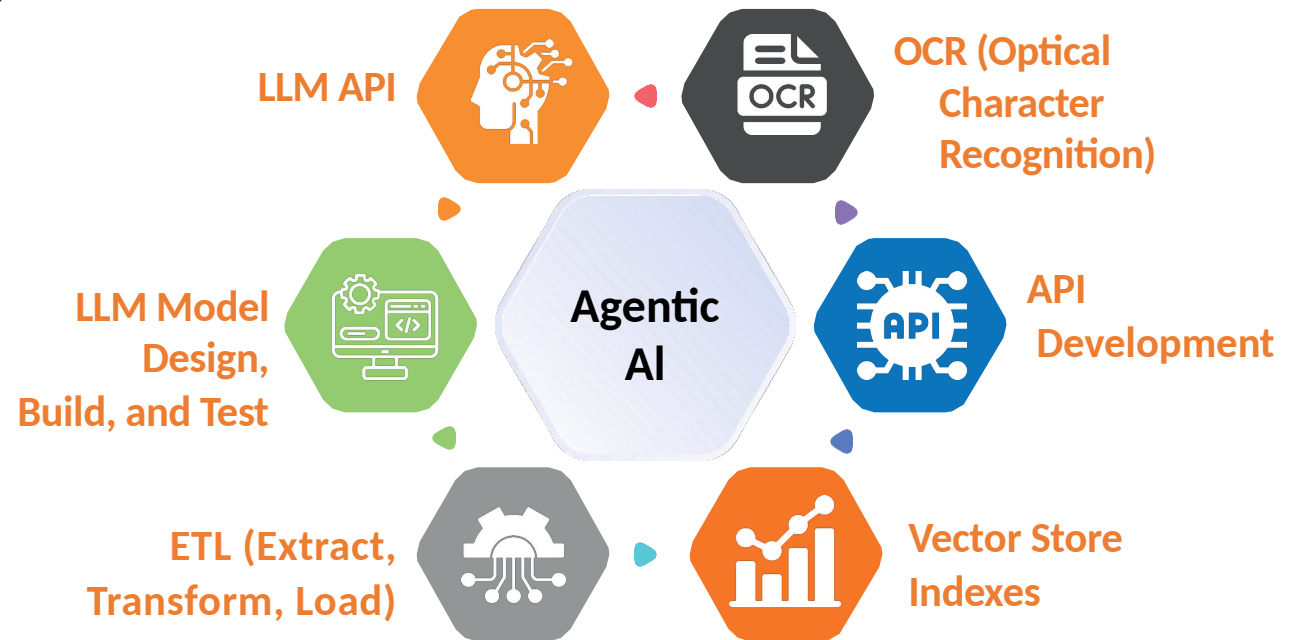 LLM API
OCR
OCR (Optical
Character
Recognition)
LLM Model
Design,
Build, and Test
</>
Agentic
AI
API
API
Development
ETL (Extract,
Transform, Load)
Vector Store
Indexes